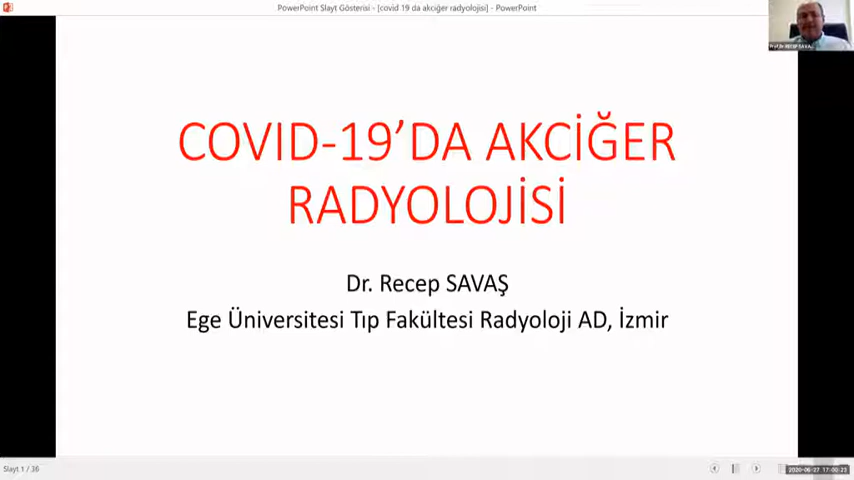 PowerPoint Slayt Gösterisi - [covid 19 da akciğer radyolojisi] - PowerPoint
COVID-19’DA AKCİĞER
RADYOLOJİSİ
Dr. Recep SAVAŞ
Ege Üniversitesi Tıp Fakültesi Radyoloji AD, İzmir
Slayt 1 / 36
2020-06-27 17:00:23